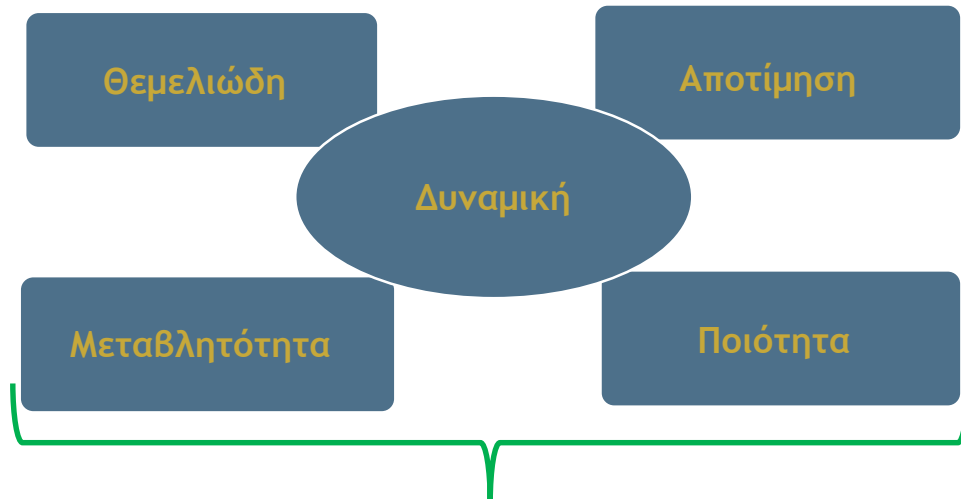 Θεμελιώδη
Αποτίμηση
Δυναμική
Μεταβλητότητα
Ποιότητα